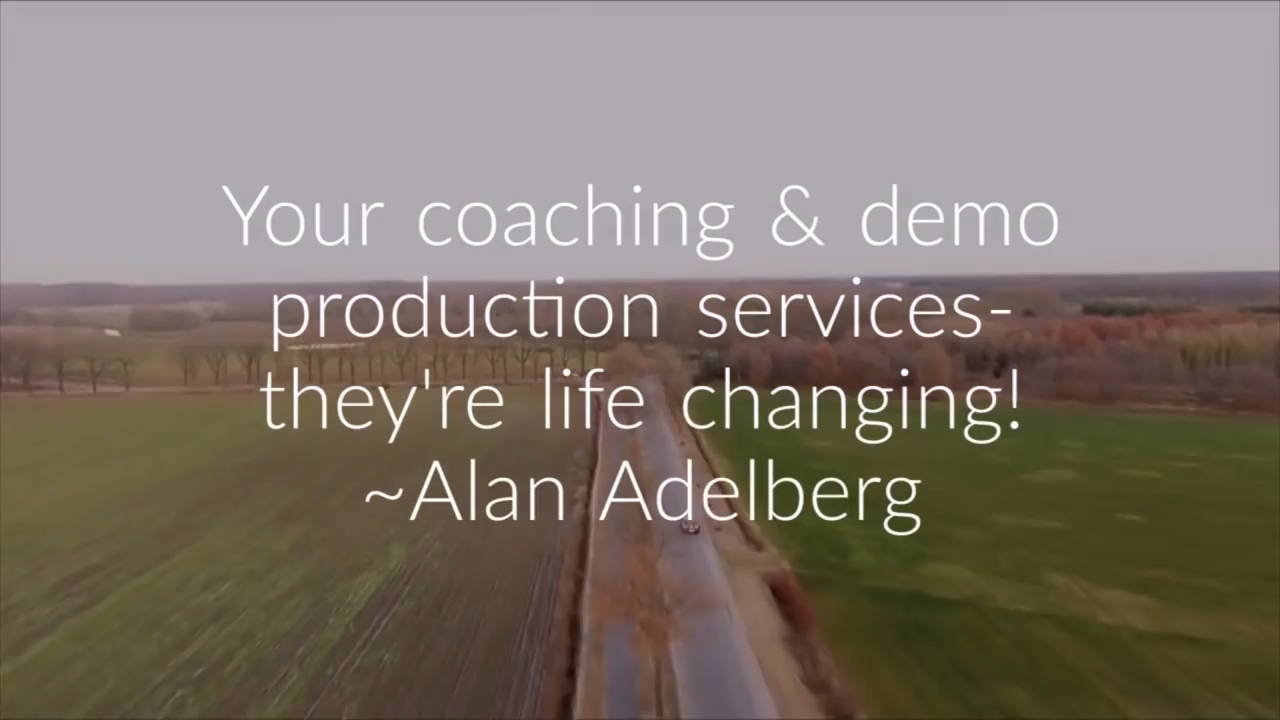 Your coaching & demo
production services-
they're life changing!
~Alan Adelberg